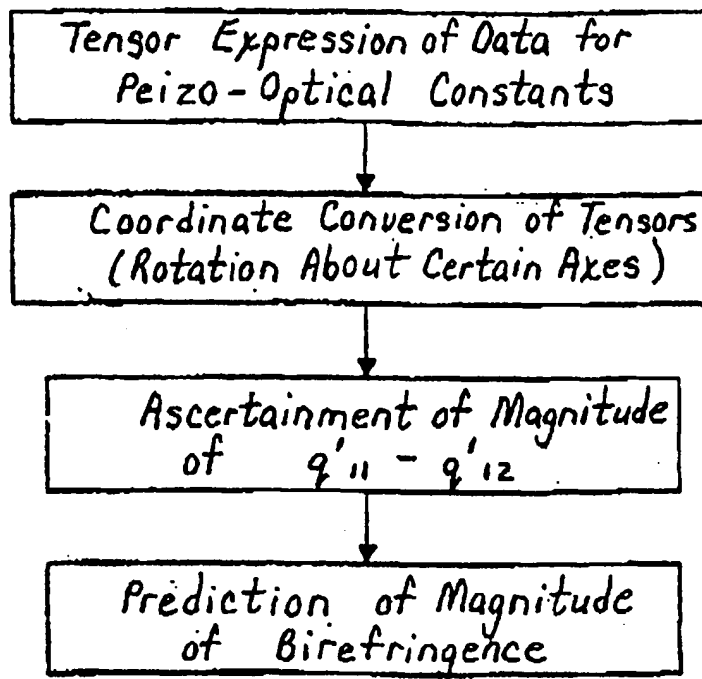 Tensor Expression of Data for
Peizo-Optical Constants
Coordinate Conversion of Tensors
(Rotation About Certain Axes)
Ascertainment of Magnitude
of q'11 - q'12
Prediction of Magnitude
of Birefringence